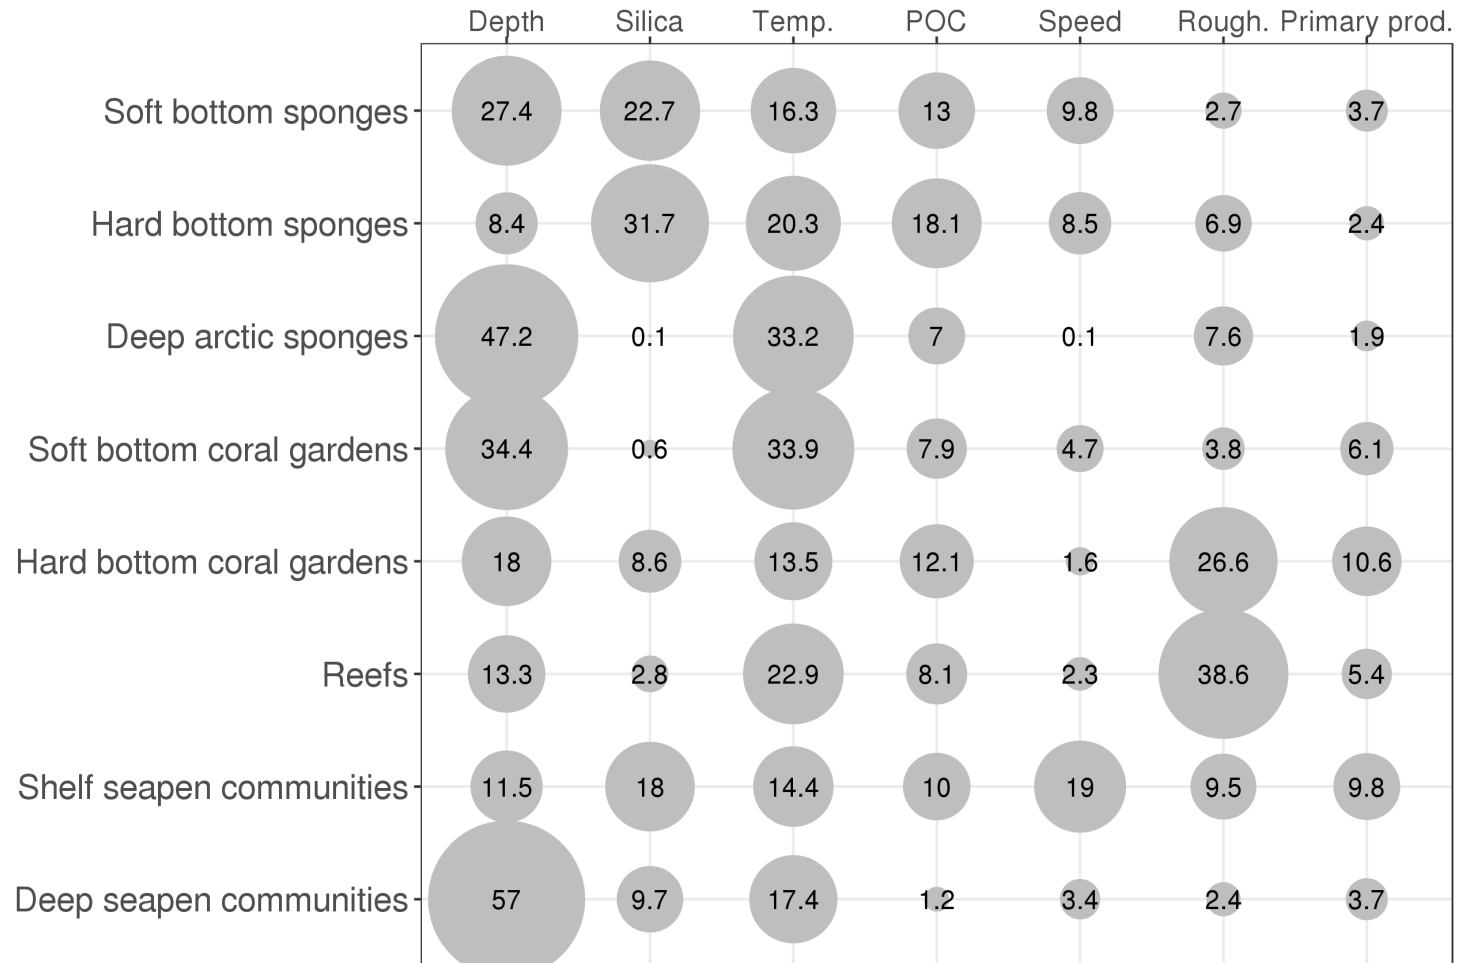 Depth Silica Temp. POC Speed Rough. Primary prod.
Soft bottom sponges 27.4 22.7 16.3 13 9.8 2.7 3.7
Hard bottom sponges 8.4 31.7 20.3 18.1 8.5 6.9 2.4
Deep arctic sponges 47.2 0.1 33.2 7 0.1 7.6 1.9
Soft bottom coral gardens 34.4 0.6 33.9 7.9 4.7 3.8 6.1
Hard bottom coral gardens 18 8.6 13.5 12.1 1.6 26.6 10.6
Reefs 13.3 2.8 22.9 8.1 2.3 38.6 5.4
Shelf seapen communities 11.5 18 14.4 10 19 9.5 9.8
Deep seapen communities 57 9.7 17.4 1.2 3.4 2.4 3.7